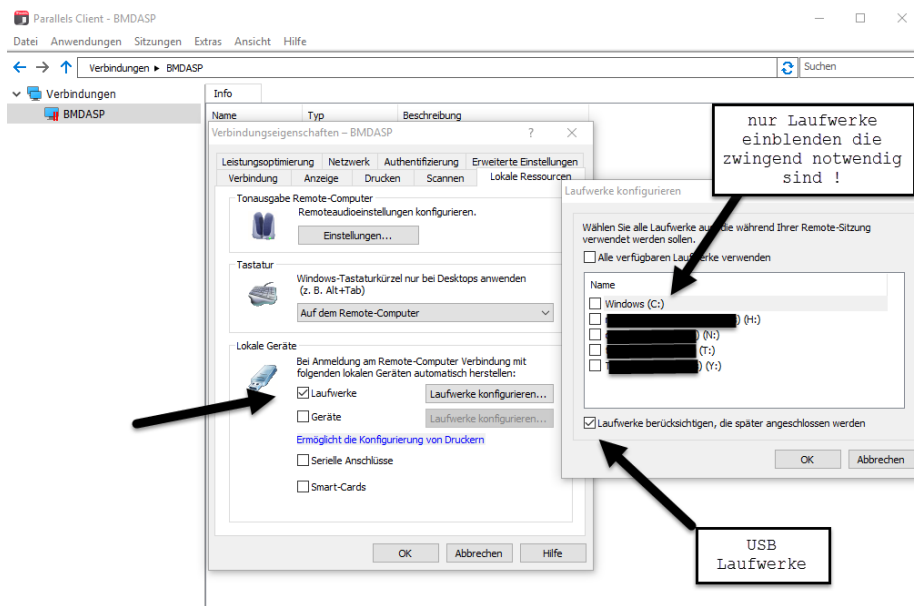 Parallels Client - BMDASP
Datei Anwendungen Sitzungen Extras Ansicht Hilfe
Verbindungen ▸ BMDASP
Suchen
Verbindungen
BMDASP
Info
Name Typ Beschreibung
Verbindungseigenschaften – BMDASP ?
Leistungsoptimierung Netzwerk Authentifizierung Erweiterte Einstellungen
Verbindung Anzeige Drucken Scannen Lokale Ressourcen
Tonausgabe Remote-Computer
Remoteaudioeinstellungen konfigurieren.
Einstellungen...
Tastatur
Windows-Tastaturkürzel nur bei Desktops anwenden
(z. B. Alt+Tab)
Auf dem Remote-Computer
Lokale Geräte
Bei Anmeldung am Remote-Computer Verbindung mit
folgenden lokalen Geräten automatisch herstellen:
Laufwerke Laufwerke konfigurieren...
Geräte Laufwerke konfigurieren...
Ermöglicht die Konfigurierung von Druckern
Serielle Anschlüsse
Smart-Cards
OK Abbrechen Hilfe
nur Laufwerke
einblenden die
zwingend notwendig
sind !
Laufwerke konfigurieren
Wählen Sie alle Laufwerke die während Ihrer Remote-Sitzung
verwendet werden sollen.
Alle verfügbaren verwenden
Name
Windows (C:)
) (H:)
) (N:)
(T:)
) (Y:)
Laufwerke berücksichtigen, die später angeschlossen werden
OK Abbrechen
USB
Laufwerke